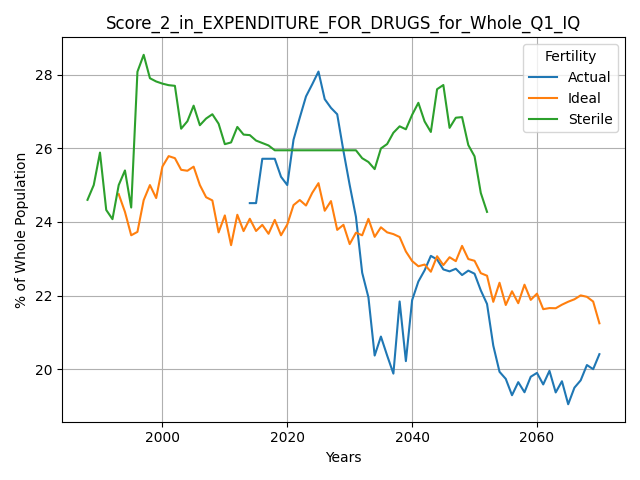 Score_2_in_EXPENDITURE_FOR_DRUGS_for_Whole_Q1_IQ
Fertility
Actual
Ideal
Sterile
% of Whole Population
28
26
24
22
20
2000
2020
2040
2060
Years